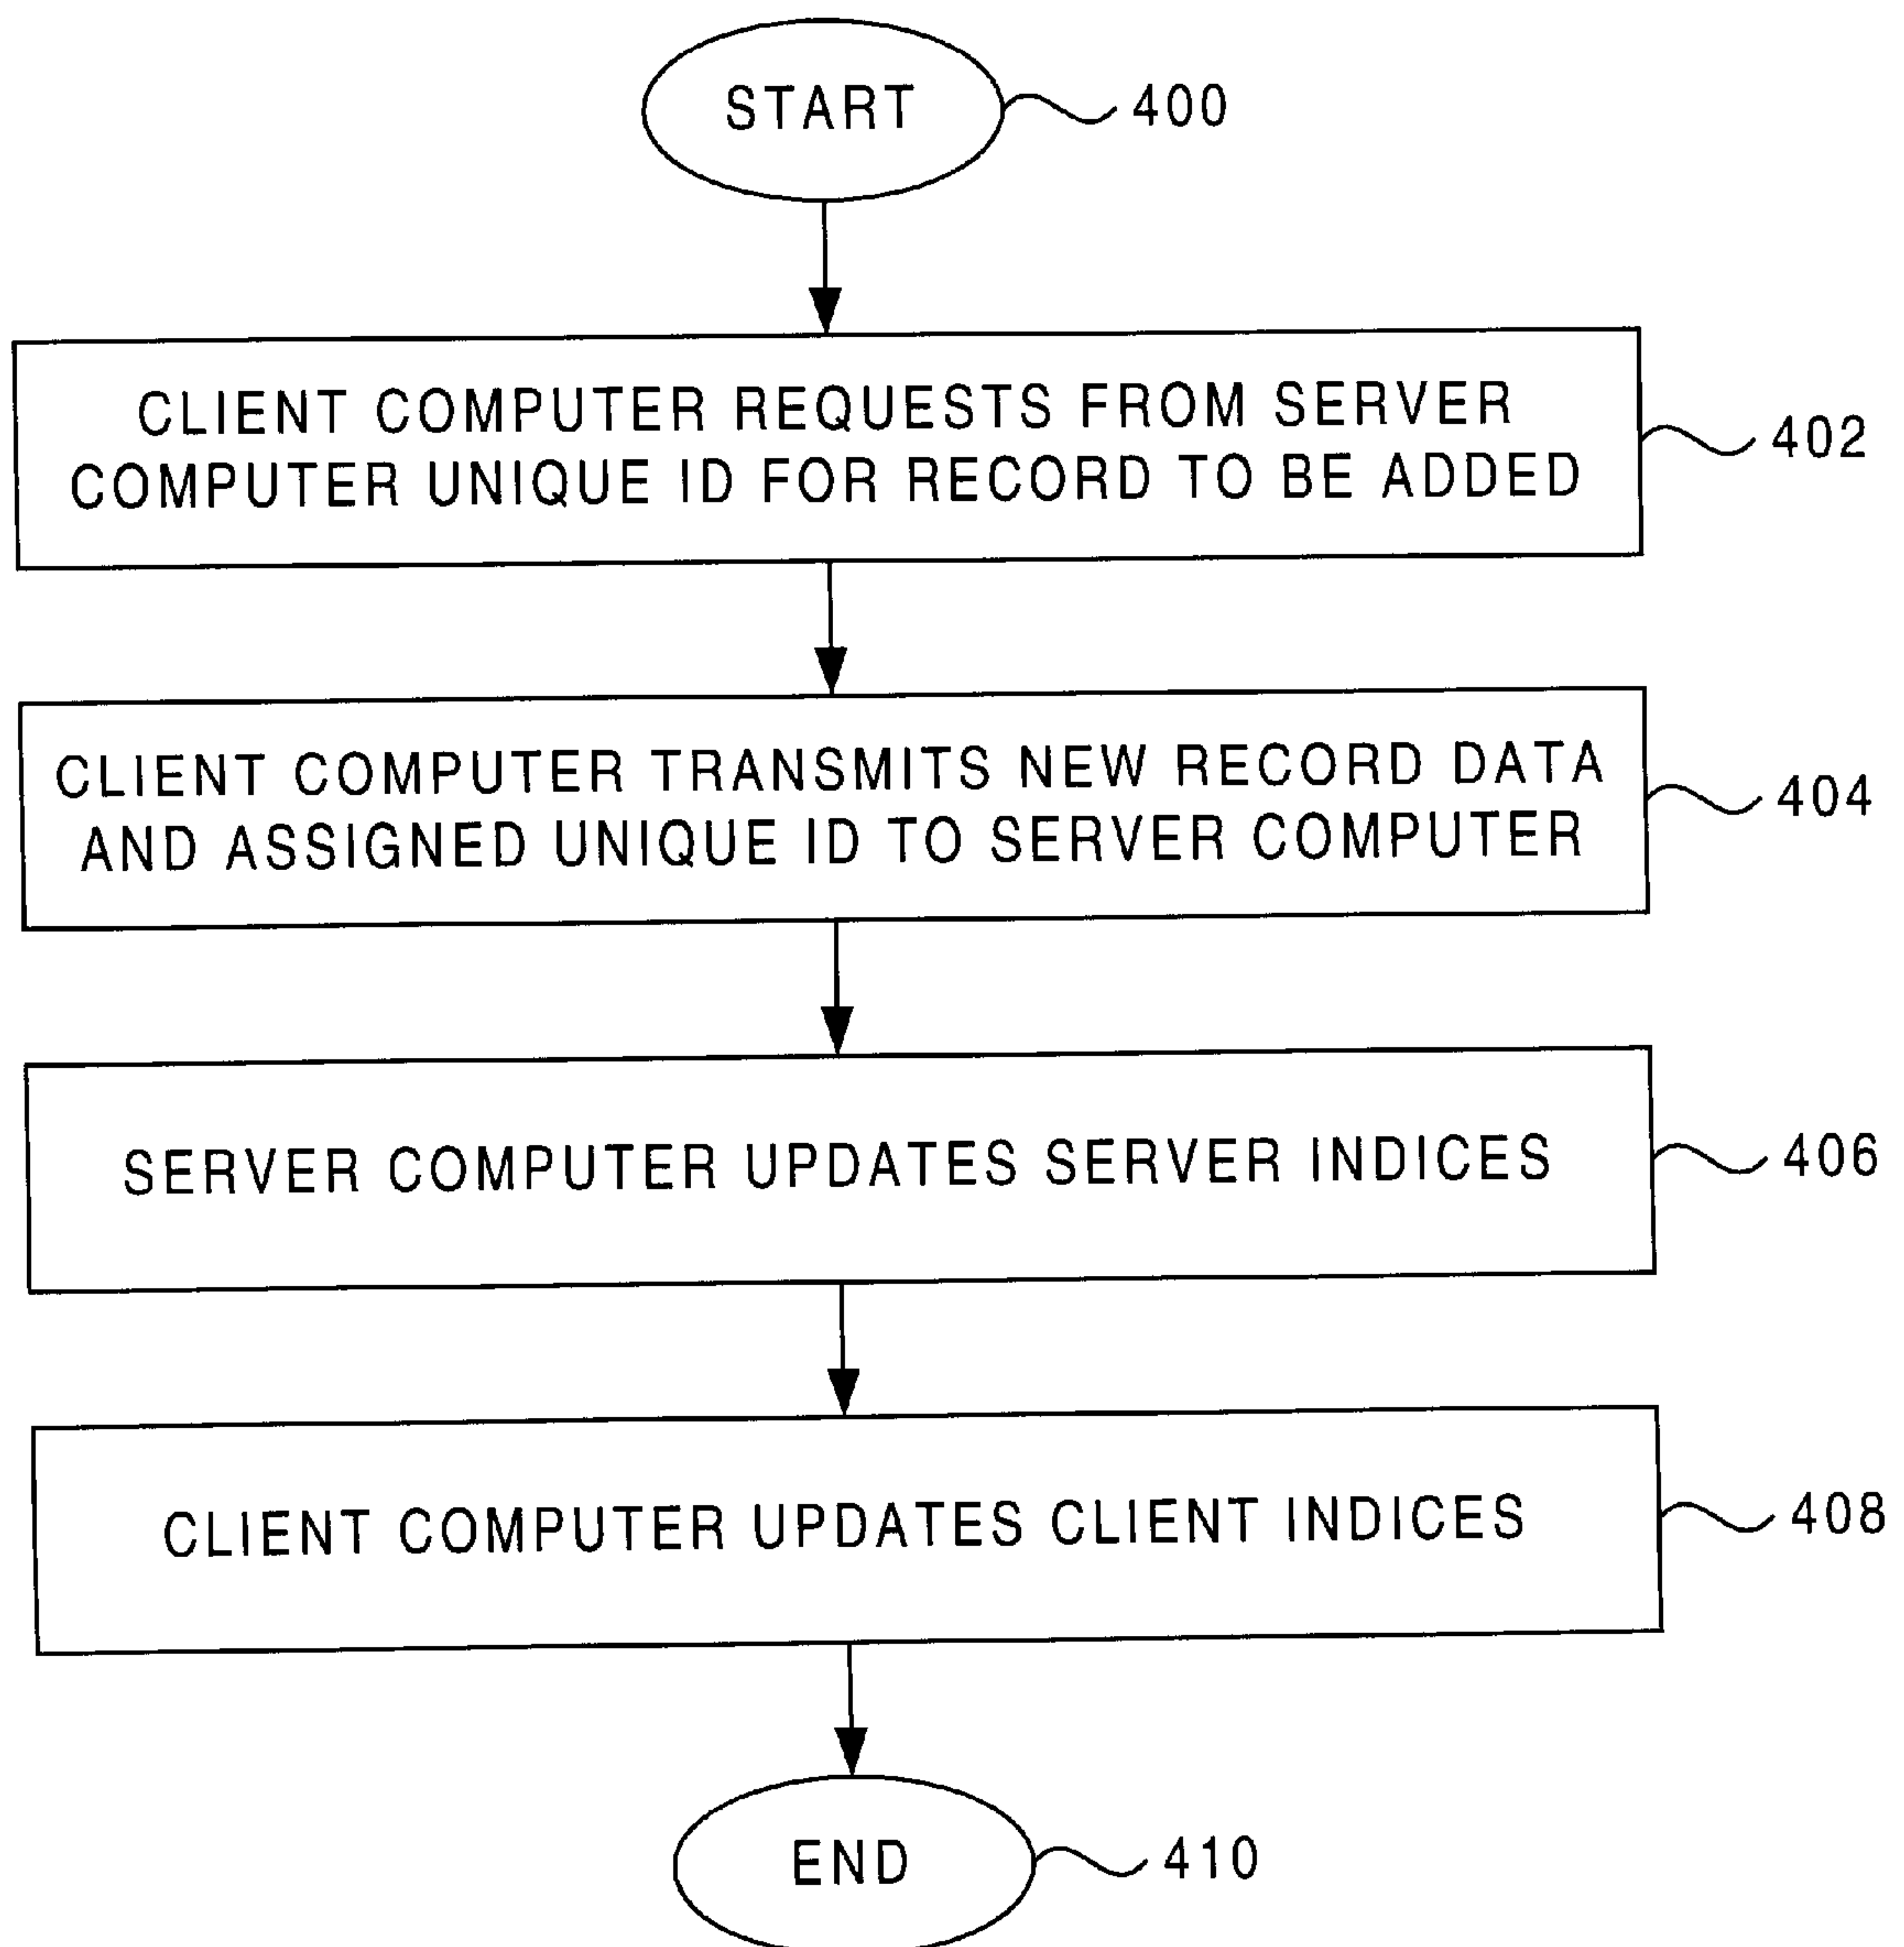 START
400
CLIENT COMPUTER REQUESTS FROM SERVER
COMPUTER UNIQUE ID FOR RECORD TO BE ADDED
402
CLIENT COMPUTER TRANSMITS NEW RECORD DATA
AND ASSIGNED UNIQUE ID TO SERVER COMPUTER
404
SERVER COMPUTER UPDATES SERVER INDICES
406
CLIENT COMPUTER UPDATES CLIENT INDICES
408
END
410